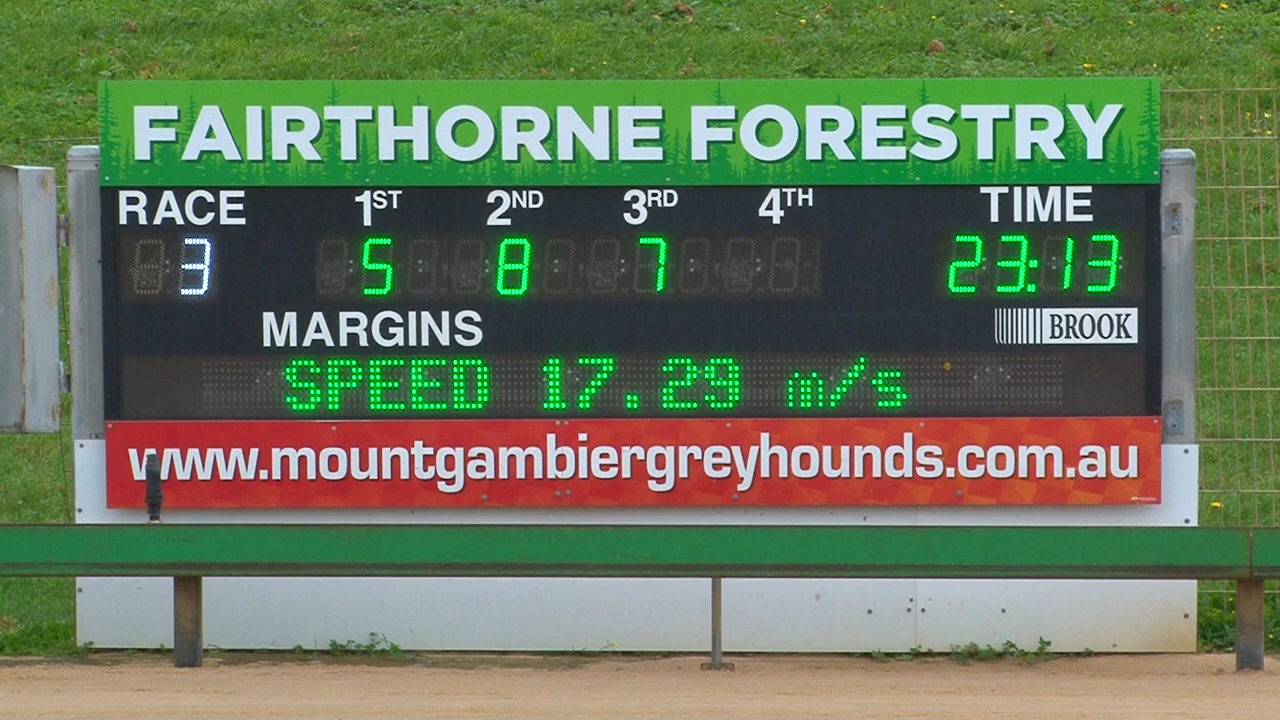 FAIRTHORNE FORESTRY
RACE 1ST 2ND 3RD 4TH TIME
3 5 8 7 23:13
MARGINS BROOK
SPEED 17.29 m/s
www.mountgambiergreyhounds.com.au